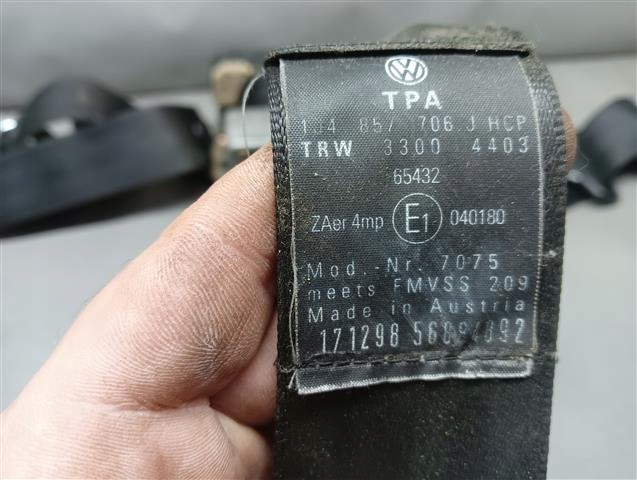 TPA
857 706 J HCP
TRW 3300 4403
65432
ZAer 4mp E1 040180
Mod.-Nr. 7075
meets FMVSS 209
Made in Austria
171298